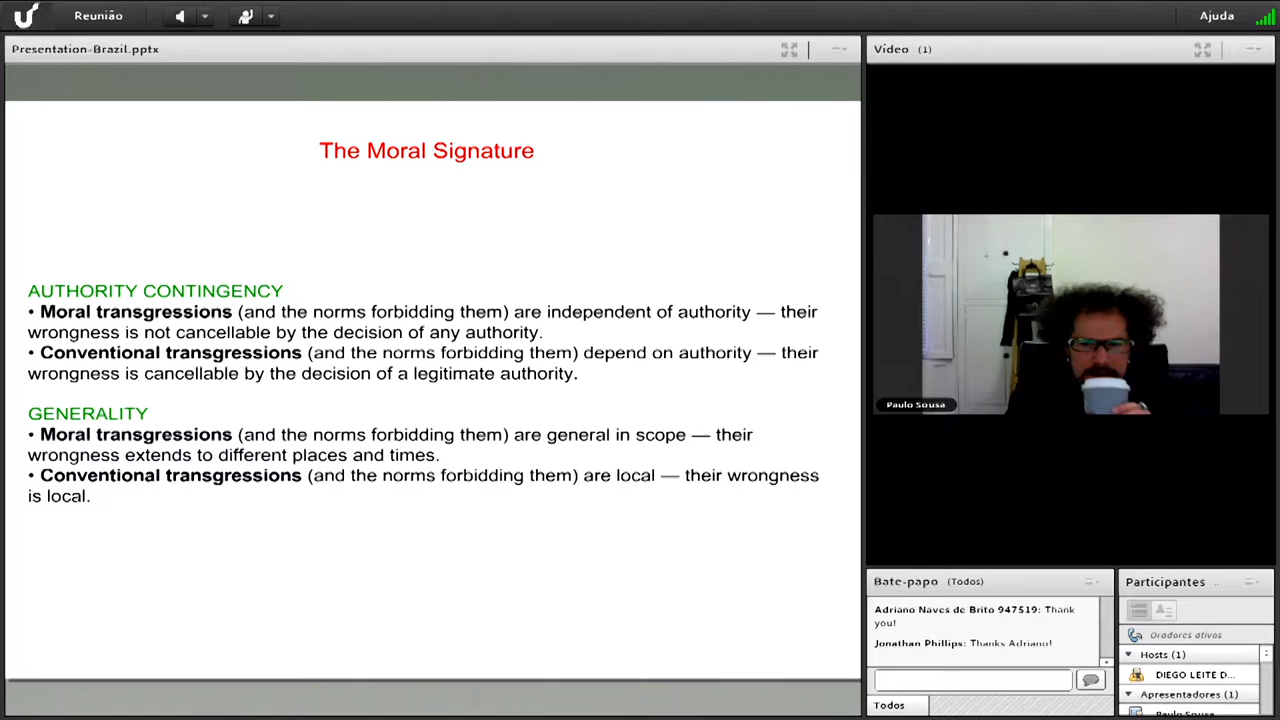 Reunião
Ajuda
Presentation-Brazil.pptx
The Moral Signature
AUTHORITY CONTINGENCY
• Moral transgressions (and the norms forbidding them) are independent of authority — their
wrongness is not cancellable by the decision of any authority.
• Conventional transgressions (and the norms forbidding them) depend on authority — their
wrongness is cancellable by the decision of a legitimate authority.
GENERALITY
• Moral transgressions (and the norms forbidding them) are general in scope — their
wrongness extends to different places and times.
• Conventional transgressions (and the norms forbidding them) are local — their wrongness
is local.
Vídeo (1)
Paulo Sousa
Bate-papo (Todos)
Adriano Naves de Brito 947519: Thank
you!
Jonathan Phillips: Thanks Adriano!
Todos
Participantes ..
Oradores ativos
Hosts (1)
DIEGO LEITE D...
Apresentadores (1)
Paulo Sousa